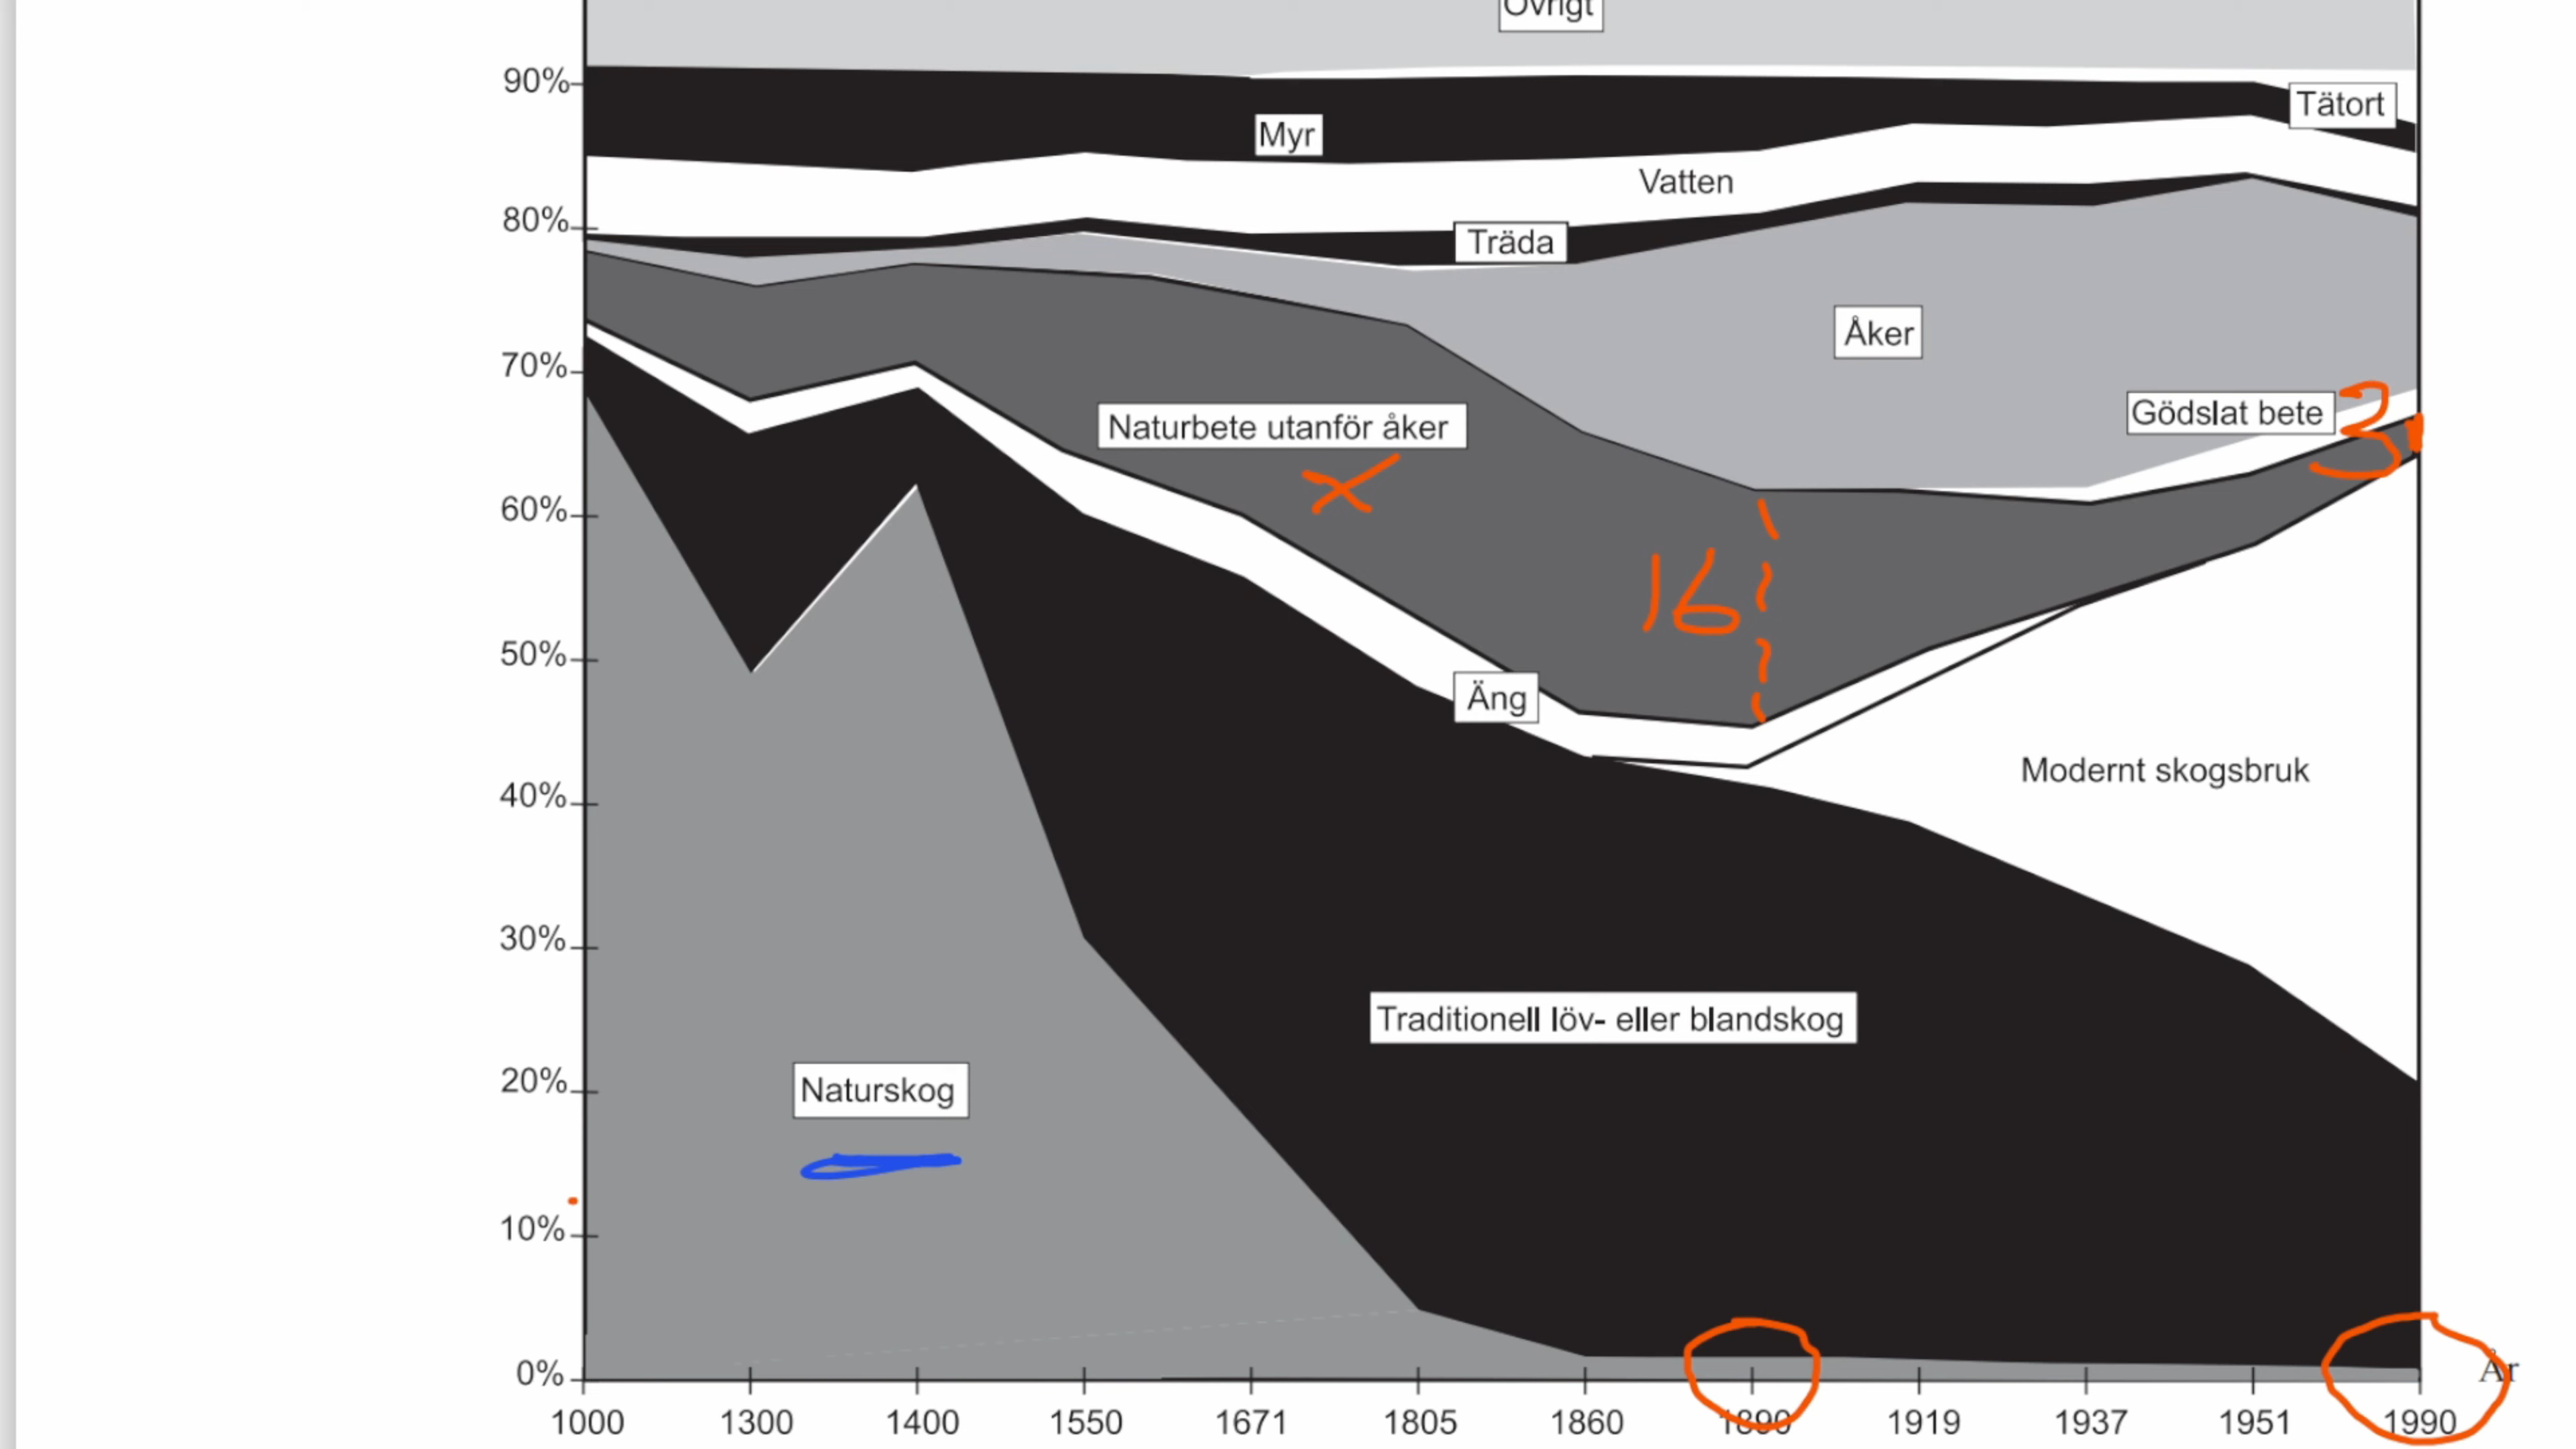 Övrigt
90%
Tätort
Myr
Vatten
80%
Träda
Åker
70%
Gödslat bete
3
Naturbete utanför åker
60%
16
50%
Äng
Modernt skogsbruk
40%
30%
Traditionell löv- eller blandskog
20%
Naturskog
10%
0%
År
1000 1300 1400 1550 1671 1805 1860 1890 1919 1937 1951 1990